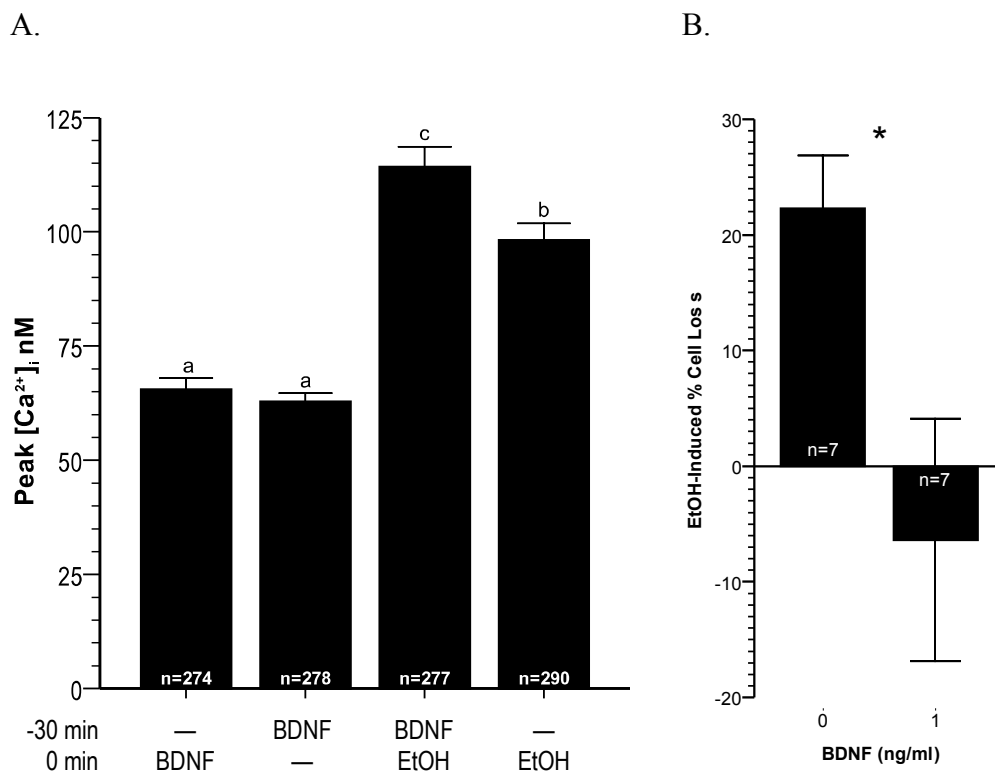 A.
B.
125
100
75
50
25
0
Peak [Ca²⁺]ᵢ nM
a
a
c
b
n=274 n=278 n=277 n=290
-30 min — BDNF BDNF —
0 min BDNF — EtOH EtOH
30
20
10
0
-10
-20
EtOH-Induced % Cell Los s
*
n=7
n=7
0 1
BDNF (ng/ml)